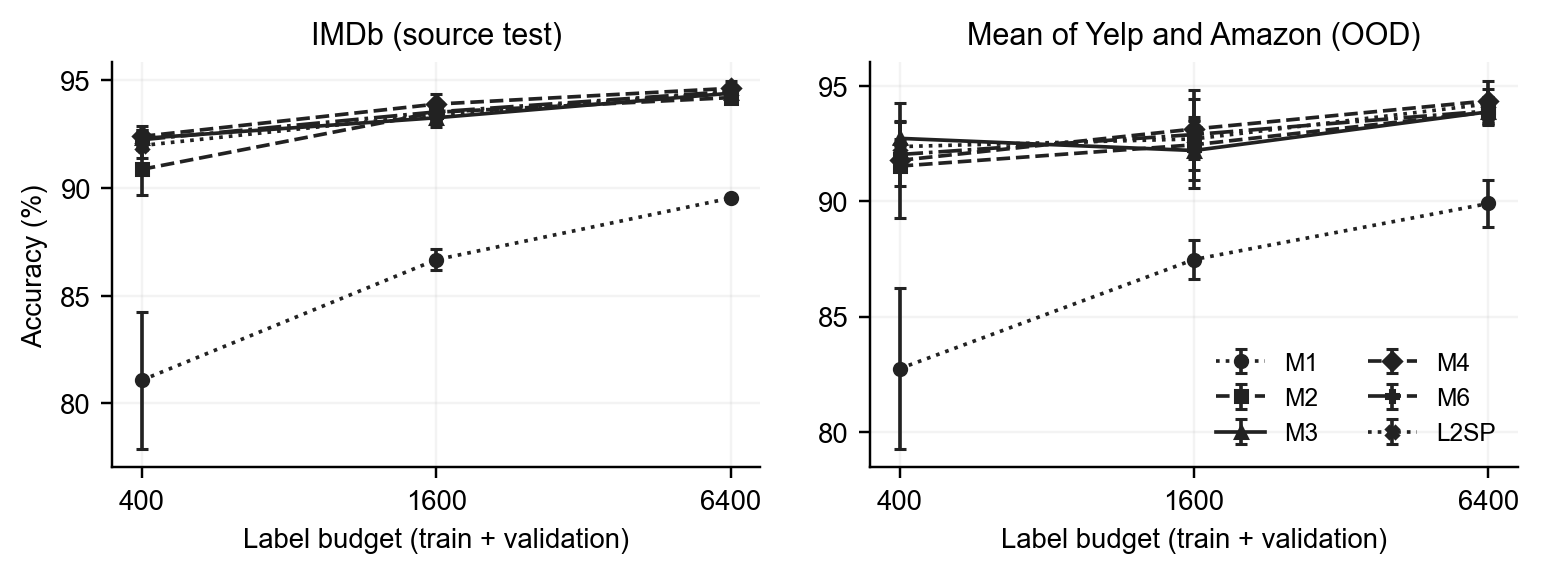 IMDb (source test)
Accuracy (%)
95
90
85
80
400 1600 6400
Label budget (train + validation)
Mean of Yelp and Amazon (OOD)
95
90
85
80
M1 M4
M2 M6
M3 L2SP
400 1600 6400
Label budget (train + validation)